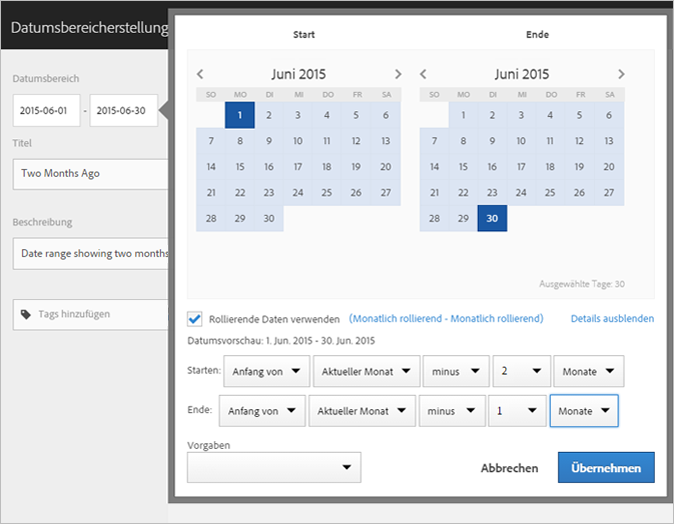 Datumsbereicherstellung
Datumsbereich
2015-06-01 - 2015-06-30
Titel
Two Months Ago
Beschreibung
Date range showing two months
Tags hinzufügen
Start Ende
Juni 2015 Juni 2015
SO MO DI MI DO FR SA SO MO DI MI DO FR SA
1 2 3 4 5 6 1 2 3 4 5 6
7 8 9 10 11 12 13 7 8 9 10 11 12 13
14 15 16 17 18 19 20 14 15 16 17 18 19 20
21 22 23 24 25 26 27 21 22 23 24 25 26 27
28 29 30 28 29 30
Ausgewählte Tage: 30
Rollierende Daten verwenden (Monatlich rollierend - Monatlich rollierend) Details ausblenden
Datumsvorschau: 1. Jun. 2015 - 30. Jun. 2015
Starten: Anfang von Aktueller Monat minus 2 Monate
Ende: Anfang von Aktueller Monat minus 1 Monate
Vorgaben
Abbrechen Übernehmen